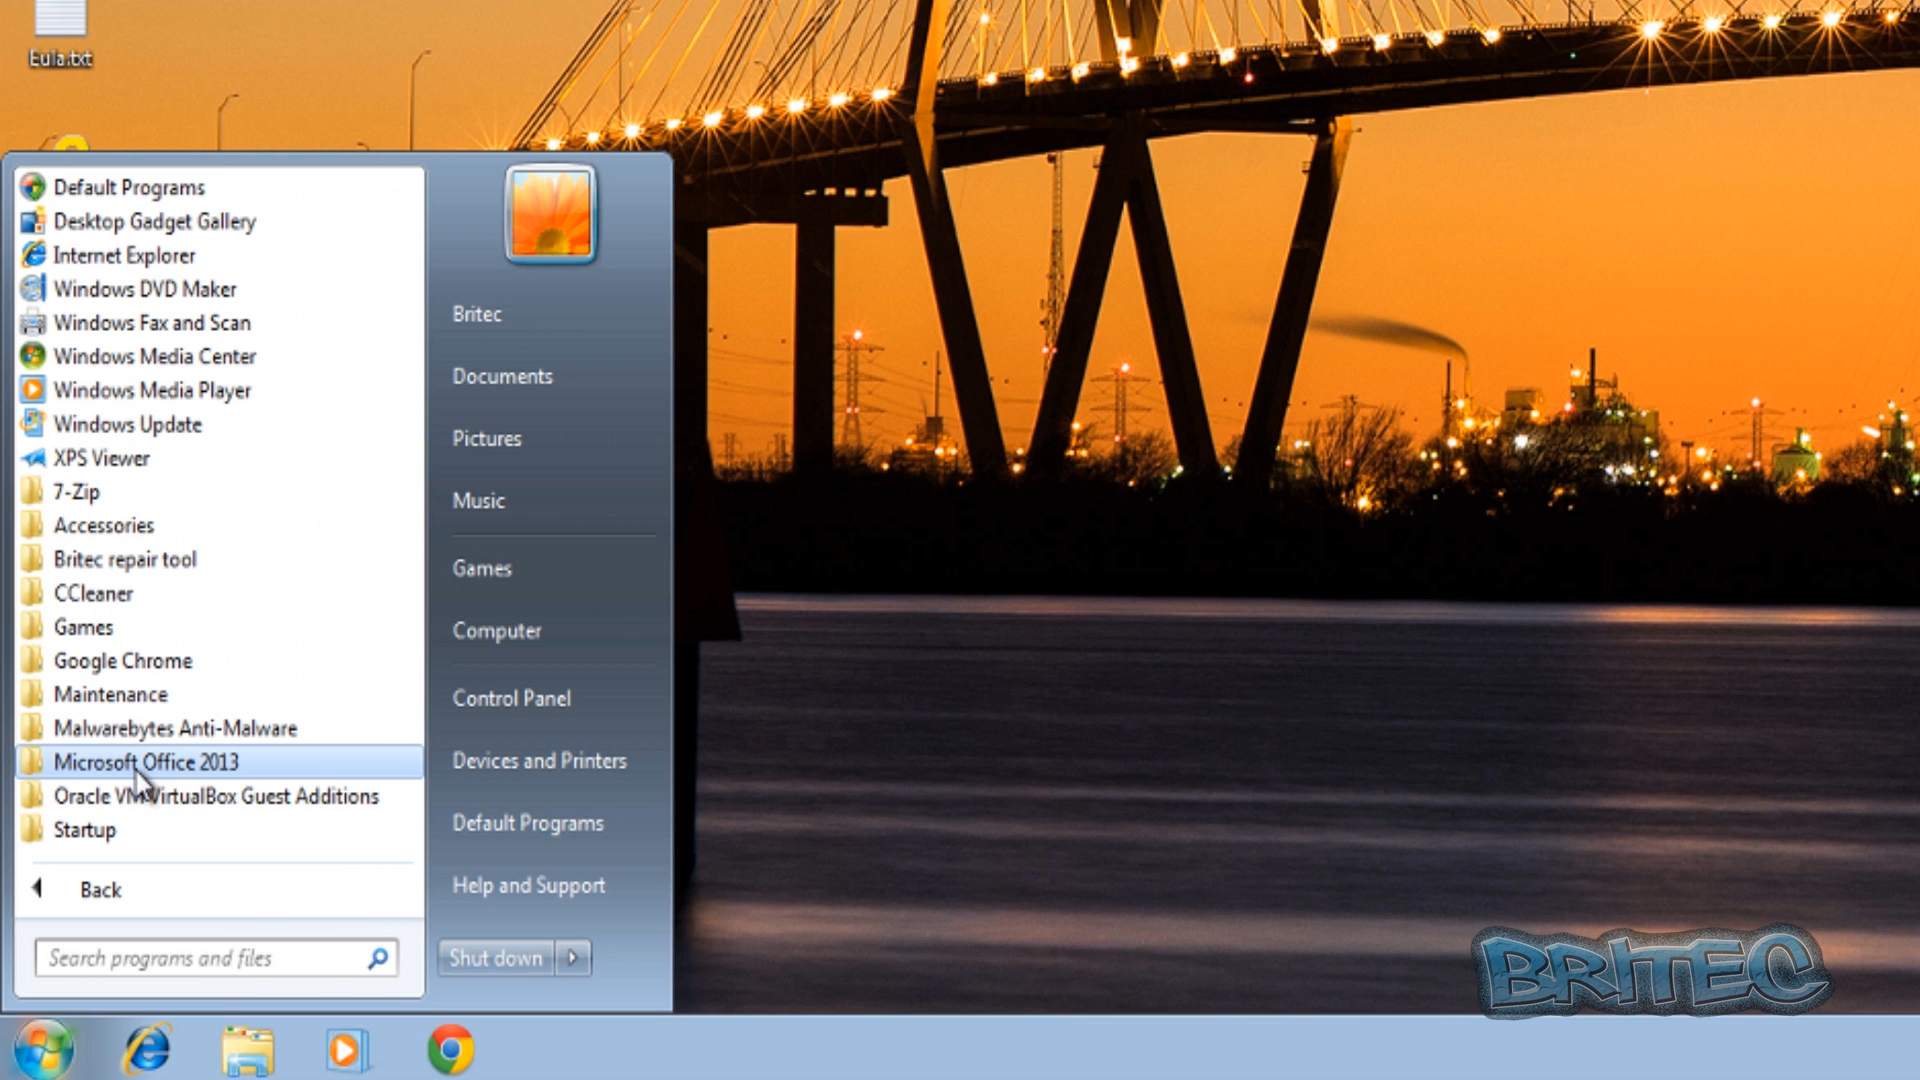 Eula.txt
Default Programs
Desktop Gadget Gallery
Internet Explorer
Windows DVD Maker
Windows Fax and Scan
Windows Media Center
Windows Media Player
Windows Update
XPS Viewer
7-Zip
Accessories
Britec repair tool
CCleaner
Games
Google Chrome
Maintenance
Malwarebytes Anti-Malware
Microsoft Office 2013
Oracle VM VirtualBox Guest Additions
Startup
Back
Search programs and files
Britec
Documents
Pictures
Music
Games
Computer
Control Panel
Devices and Printers
Default Programs
Help and Support
Shut down
BRITEC